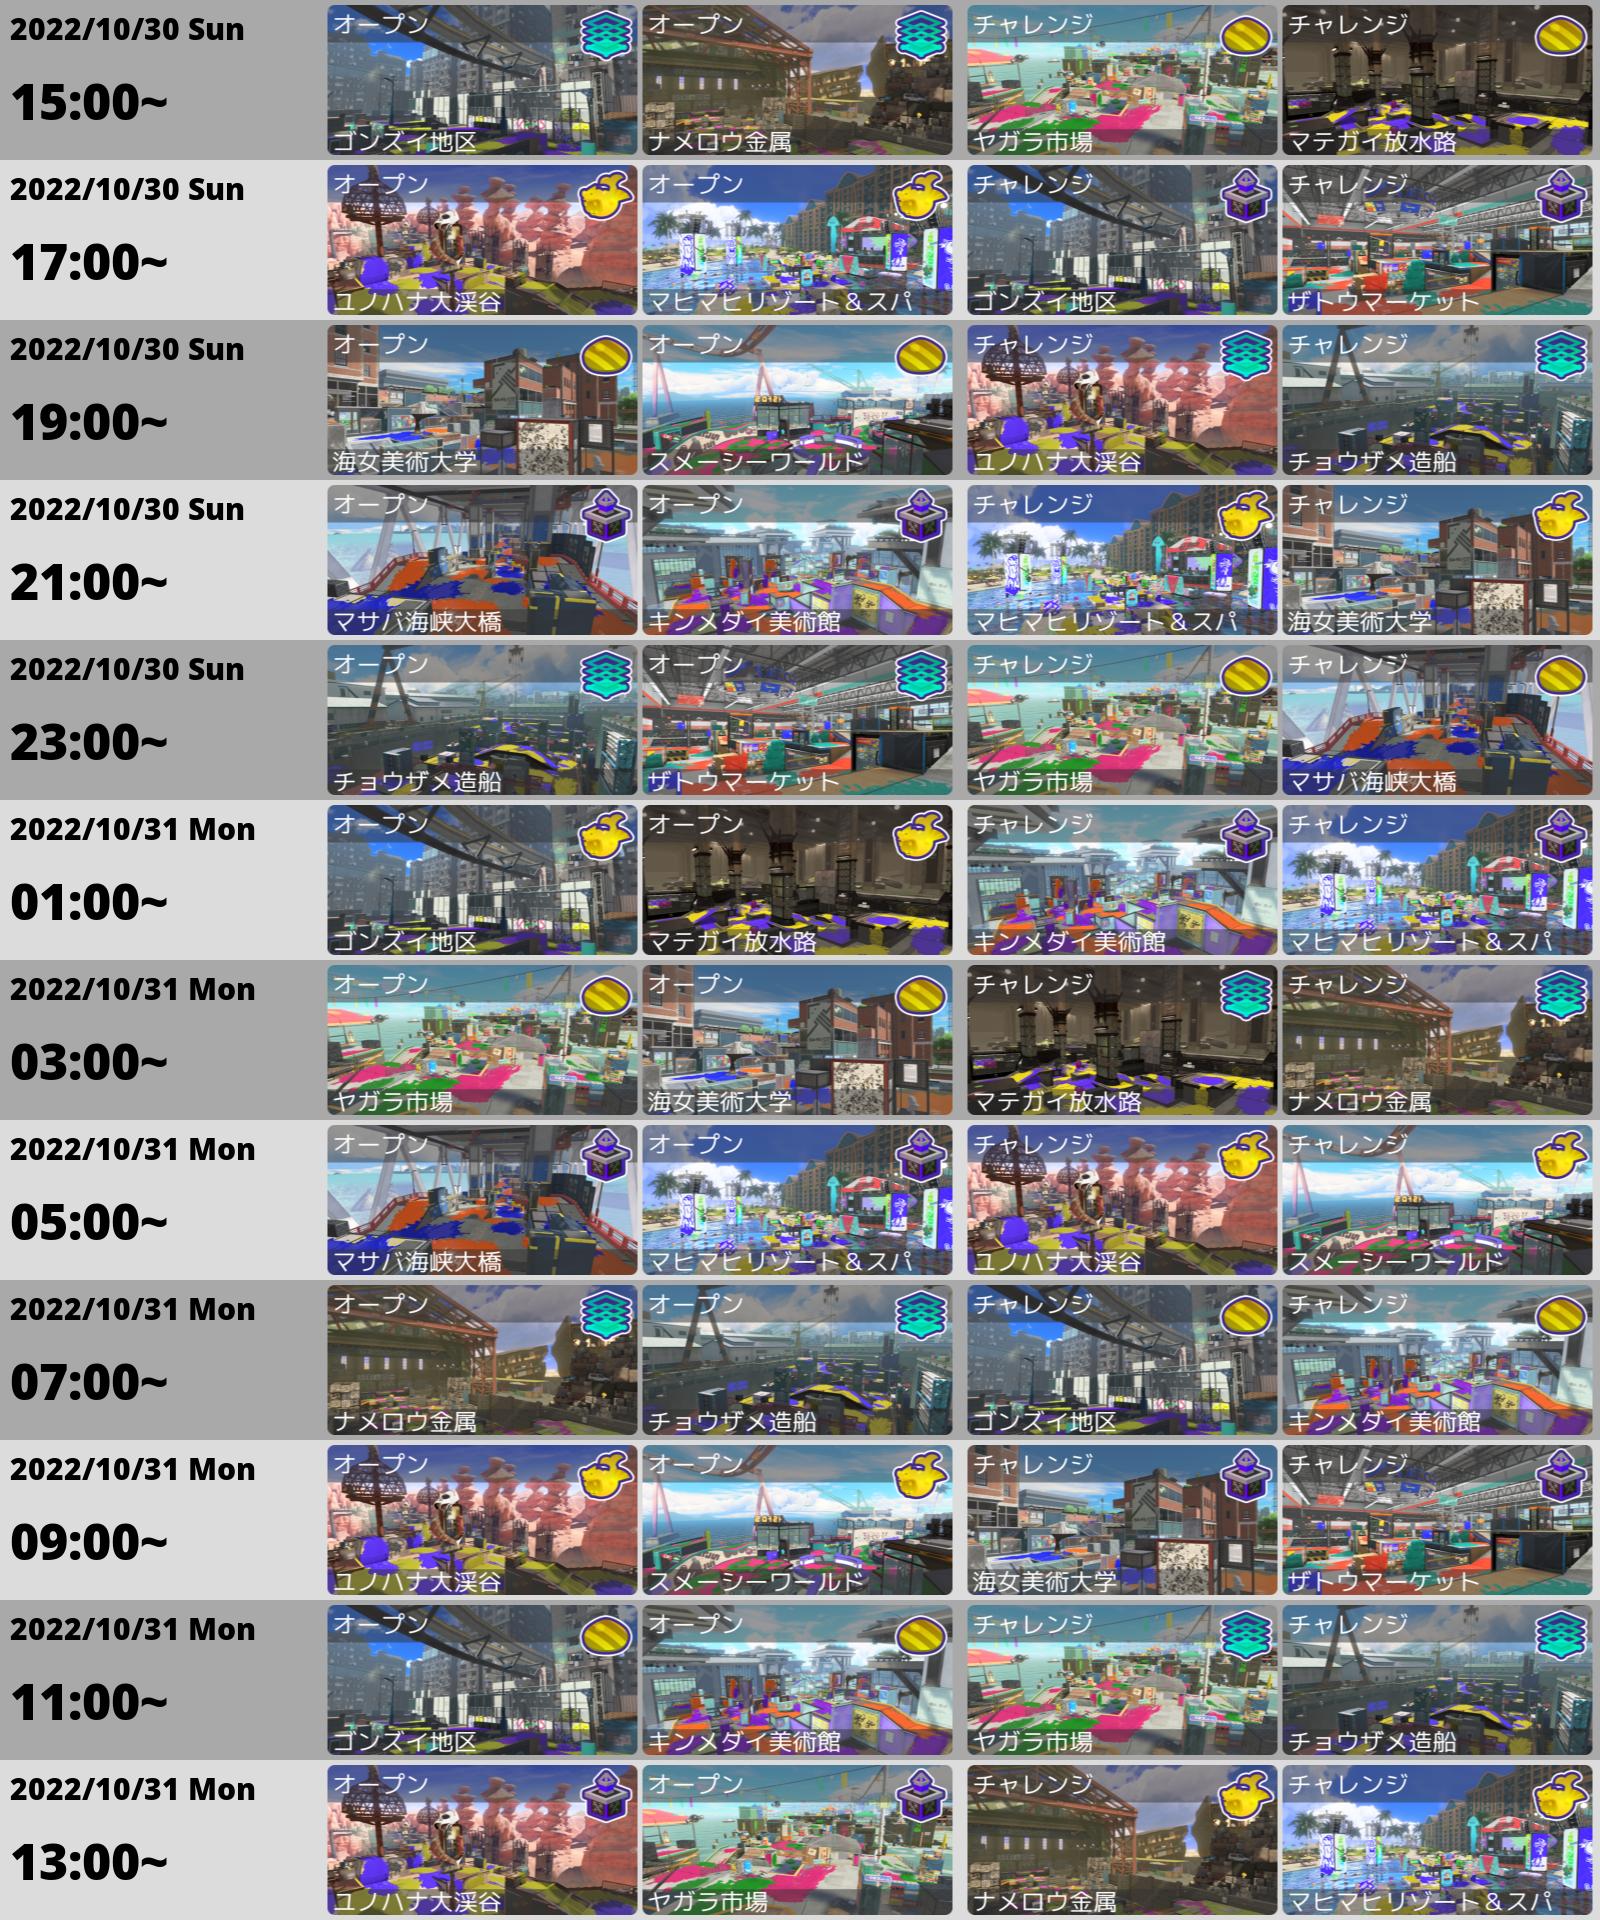 2022/10/30 Sun
15:00~
オープン
ゴンズイ地区
オープン
ナメロウ金属
チャレンジ
ヤガラ市場
チャレンジ
マテガイ放水路
2022/10/30 Sun
17:00~
オープン
ユノハナ大渓谷
オープン
マヒマヒリゾート＆スパ
チャレンジ
ゴンズイ地区
チャレンジ
ザトウマーケット
2022/10/30 Sun
19:00~
オープン
海女美術大学
オープン
スメーシーワールド
チャレンジ
ユノハナ大渓谷
チャレンジ
チョウザメ造船
2022/10/30 Sun
21:00~
オープン
マサバ海峡大橋
オープン
キンメダイ美術館
チャレンジ
マヒマヒリゾート＆スパ
チャレンジ
海女美術大学
2022/10/30 Sun
23:00~
オープン
チョウザメ造船
オープン
ザトウマーケット
チャレンジ
ヤガラ市場
チャレンジ
マサバ海峡大橋
2022/10/31 Mon
01:00~
オープン
ゴンズイ地区
オープン
マテガイ放水路
チャレンジ
キンメダイ美術館
チャレンジ
マヒマヒリゾート＆スパ
2022/10/31 Mon
03:00~
オープン
ヤガラ市場
オープン
海女美術大学
チャレンジ
マテガイ放水路
チャレンジ
ナメロウ金属
2022/10/31 Mon
05:00~
オープン
マサバ海峡大橋
オープン
マヒマヒリゾート＆スパ
チャレンジ
ユノハナ大渓谷
チャレンジ
スメーシーワールド
2022/10/31 Mon
07:00~
オープン
ナメロウ金属
オープン
チョウザメ造船
チャレンジ
ゴンズイ地区
チャレンジ
キンメダイ美術館
2022/10/31 Mon
09:00~
オープン
ユノハナ大渓谷
オープン
スメーシーワールド
チャレンジ
海女美術大学
チャレンジ
ザトウマーケット
2022/10/31 Mon
11:00~
オープン
ゴンズイ地区
オープン
キンメダイ美術館
チャレンジ
ヤガラ市場
チャレンジ
チョウザメ造船
2022/10/31 Mon
13:00~
オープン
ユノハナ大渓谷
オープン
ヤガラ市場
チャレンジ
ナメロウ金属
チャレンジ
マヒマヒリゾート＆スパ